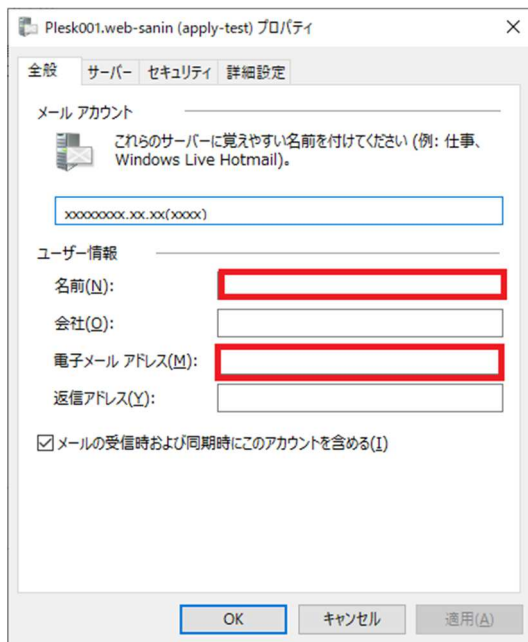 Plesk001.web-sanin (apply-test) プロパティ
全般 サーバー セキュリティ 詳細設定
メール アカウント
これらのサーバーに覚えやすい名前を付けてください (例: 仕事、
Windows Live Hotmail)。
xxxxxxxx.xx.xx(xxxx)
ユーザー情報
名前(N):
会社(O):
電子メール アドレス(M):
返信アドレス(Y):
メールの受信時および同期時にこのアカウントを含める(I)
OK キャンセル 適用(A)